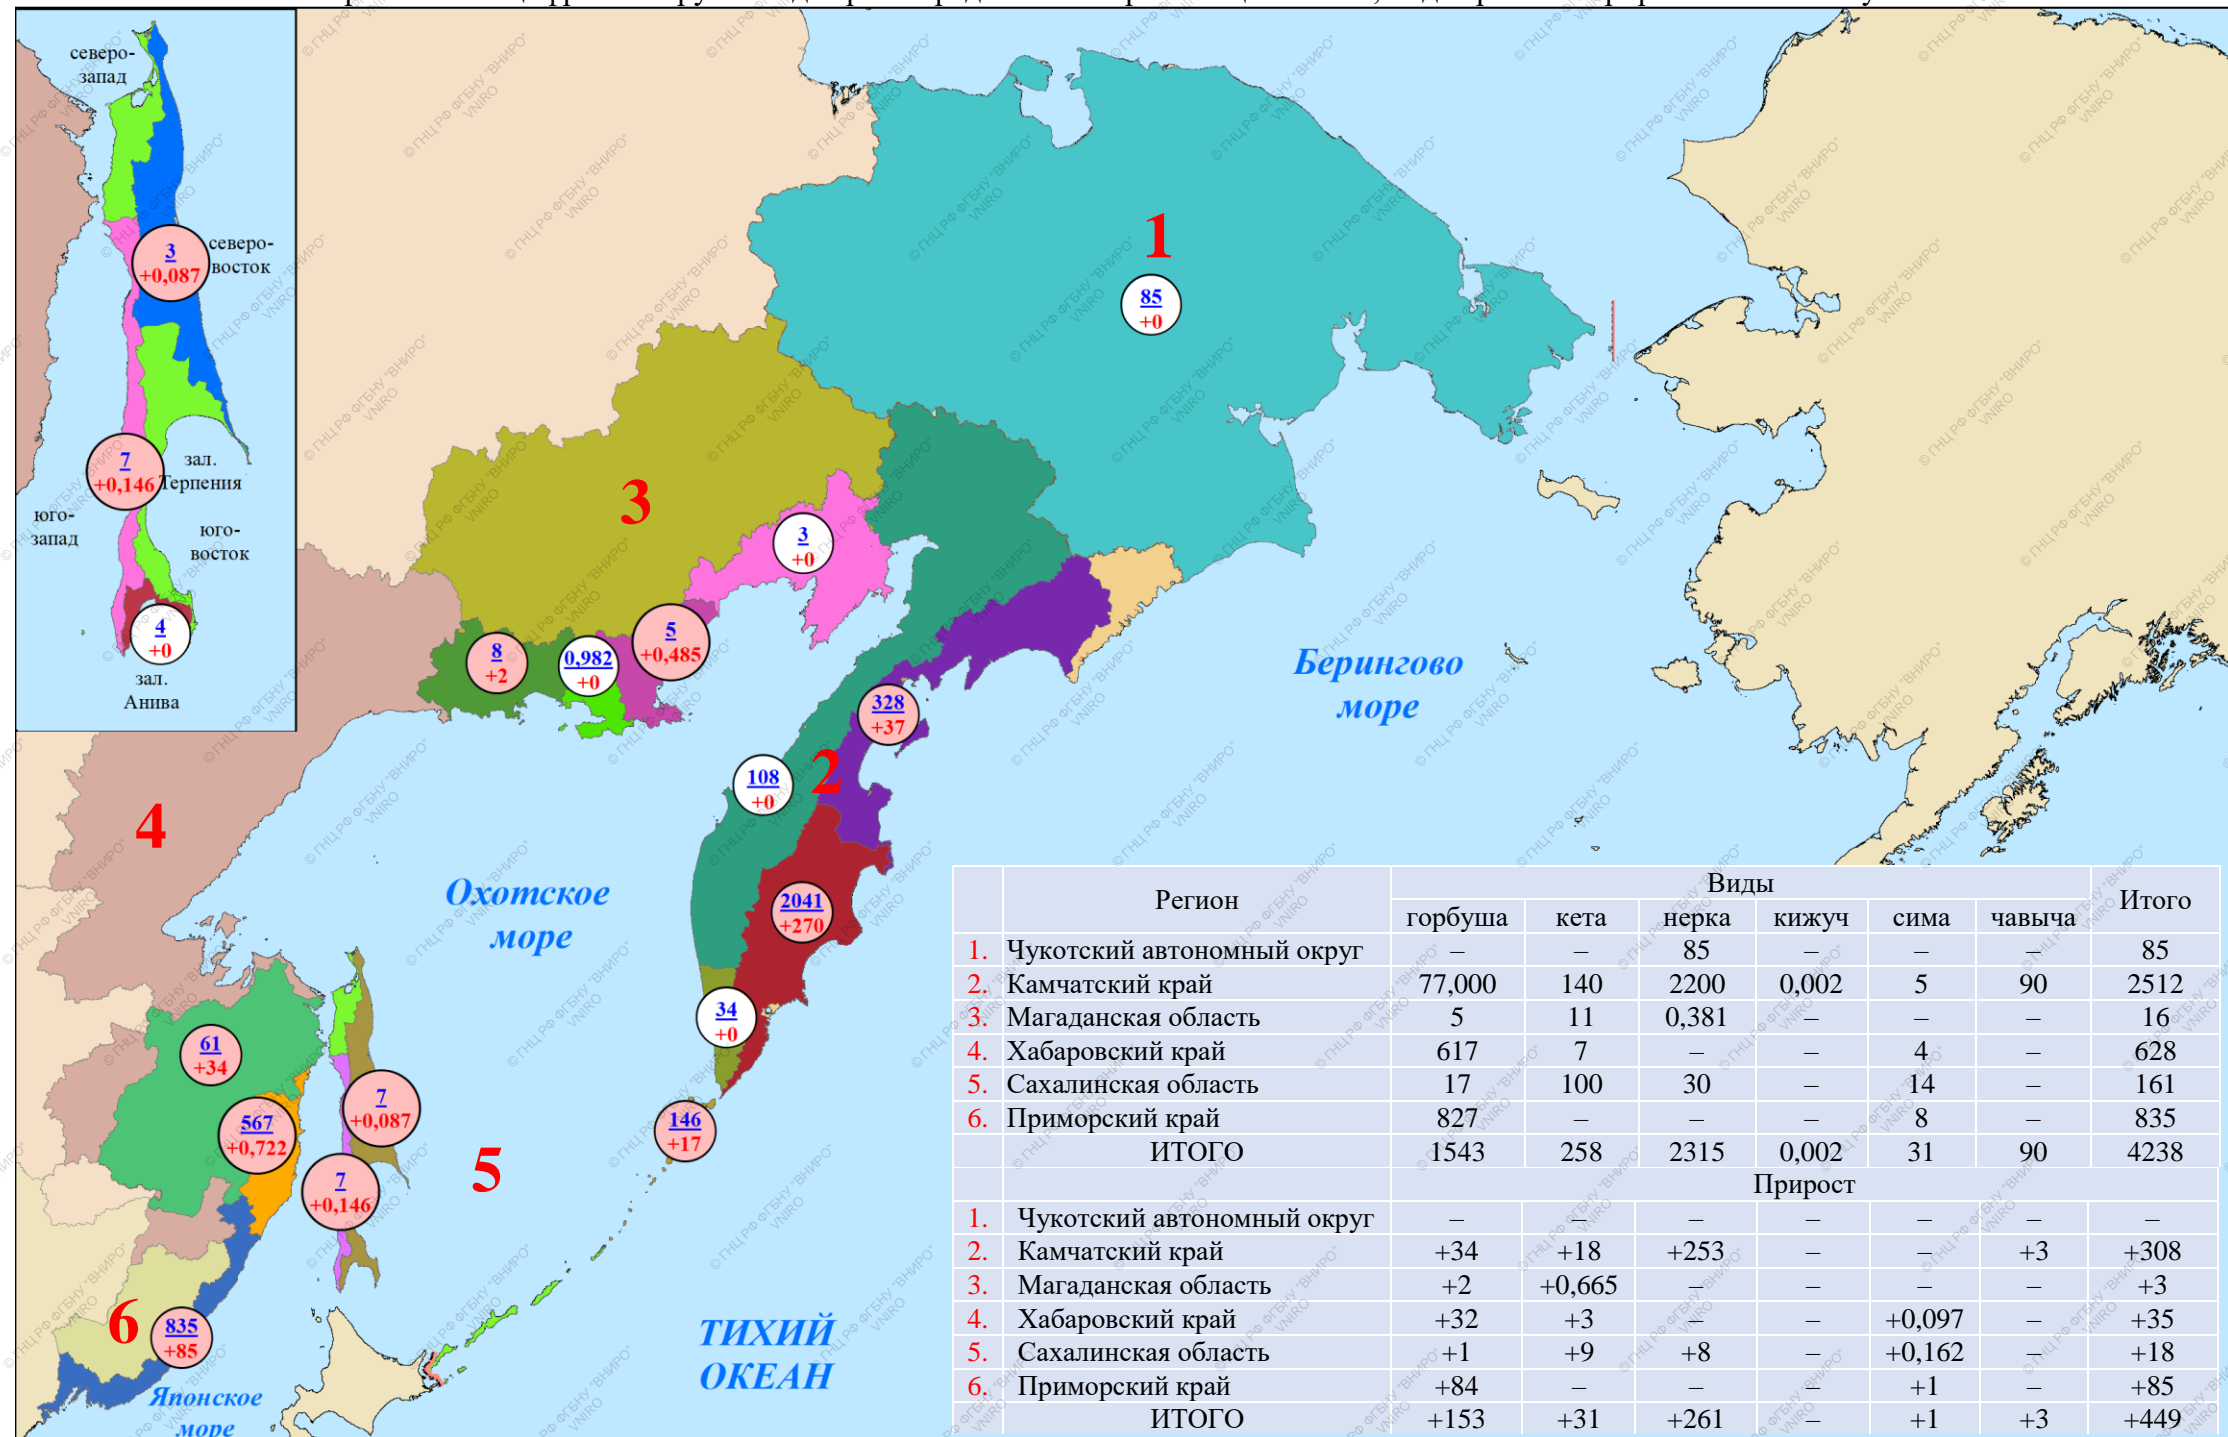 северо-
запад
3
+0,087
северо-
восток
7
+0,146
зал.
Терпения
юго-
запад
юго-
восток
4
+0
зал.
Анива
1
85
+0
3
3
+0
8
+2
0,982
+0
5
+0,485
328
+37
2
108
+0
Берингово
море
4
Охотское
море
2041
+270
34
+0
61
+34
567
+0,722
7
+0,087
7
+0,146
146
+17
5
6
835
+85
Японское
море
ТИХИЙ
ОКЕАН
Регион Виды Итого
горбуша кета нерка кижуч сима чавыча
1. Чукотский автономный округ – – 85 – – – 85
2. Камчатский край 77,000 140 2200 0,002 5 90 2512
3. Магаданская область 5 11 0,381 – – – 16
4. Хабаровский край 617 7 – – 4 – 628
5. Сахалинская область 17 100 30 – 14 – 161
6. Приморский край 827 – – – 8 – 835
ИТОГО 1543 258 2315 0,002 31 90 4238
Прирост
1. Чукотский автономный округ – – – – – – –
2. Камчатский край +34 +18 +253 – – +3 +308
3. Магаданская область +2 +0,665 – – – – +3
4. Хабаровский край +32 +3 – – +0,097 – +35
5. Сахалинская область +1 +9 +8 – +0,162 – +18
6. Приморский край +84 – – – +1 – +85
ИТОГО +153 +31 +261 – +1 +3 +449
© ГНЦ РФ ФГБНУ "ВНИРО"
VNIRO